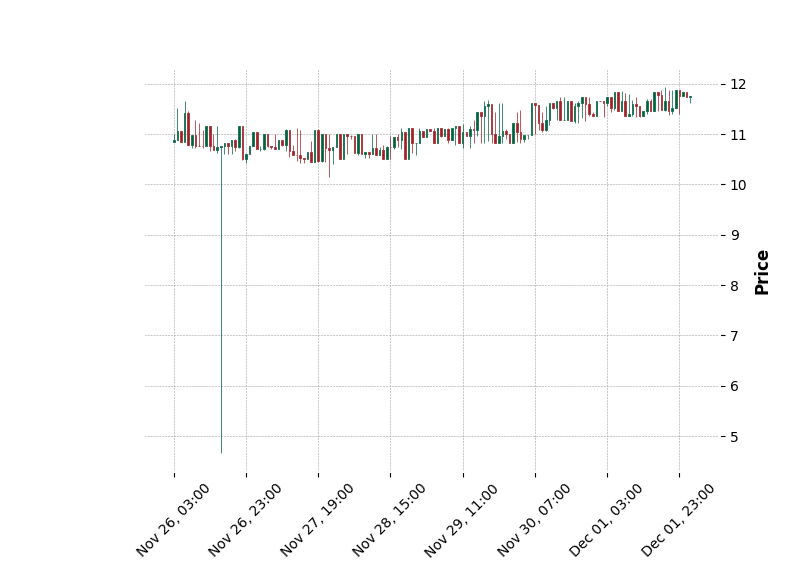 12
11
10
9
8
7
6
5
Price
Nov 26, 03:00
Nov 26, 23:00
Nov 27, 19:00
Nov 28, 15:00
Nov 29, 11:00
Nov 30, 07:00
Dec 01, 03:00
Dec 01, 23:00